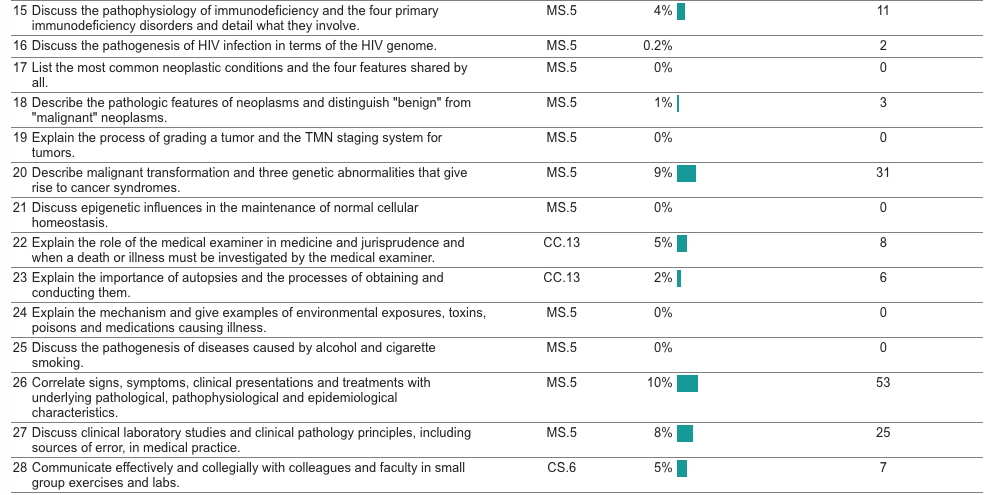 15 Discuss the pathophysiology of immunodeficiency and the four primary MS.5 4% 11
immunodeficiency disorders and detail what they involve.
16 Discuss the pathogenesis of HIV infection in terms of the HIV genome. MS.5 0.2% 2
17 List the most common neoplastic conditions and the four features shared by MS.5 0% 0
all.
18 Describe the pathologic features of neoplasms and distinguish "benign" from MS.5 1% 3
"malignant" neoplasms.
19 Explain the process of grading a tumor and the TMN staging system for MS.5 0% 0
tumors.
20 Describe malignant transformation and three genetic abnormalities that give MS.5 9% 31
rise to cancer syndromes.
21 Discuss epigenetic influences in the maintenance of normal cellular MS.5 0% 0
homeostasis.
22 Explain the role of the medical examiner in medicine and jurisprudence and CC.13 5% 8
when a death or illness must be investigated by the medical examiner.
23 Explain the importance of autopsies and the processes of obtaining and CC.13 2% 6
conducting them.
24 Explain the mechanism and give examples of environmental exposures, toxins, MS.5 0% 0
poisons and medications causing illness.
25 Discuss the pathogenesis of diseases caused by alcohol and cigarette MS.5 0% 0
smoking.
26 Correlate signs, symptoms, clinical presentations and treatments with MS.5 10% 53
underlying pathological, pathophysiological and epidemiological
characteristics.
27 Discuss clinical laboratory studies and clinical pathology principles, including MS.5 8% 25
sources of error, in medical practice.
28 Communicate effectively and collegially with colleagues and faculty in small CS.6 5% 7
group exercises and labs.